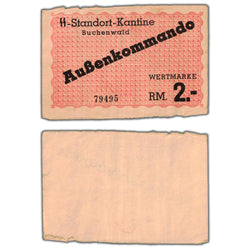 ᛋᛋ-Standort-Kantine
Buchenwald
Außenkommando
WERTMARKE
79495
RM. 2.-